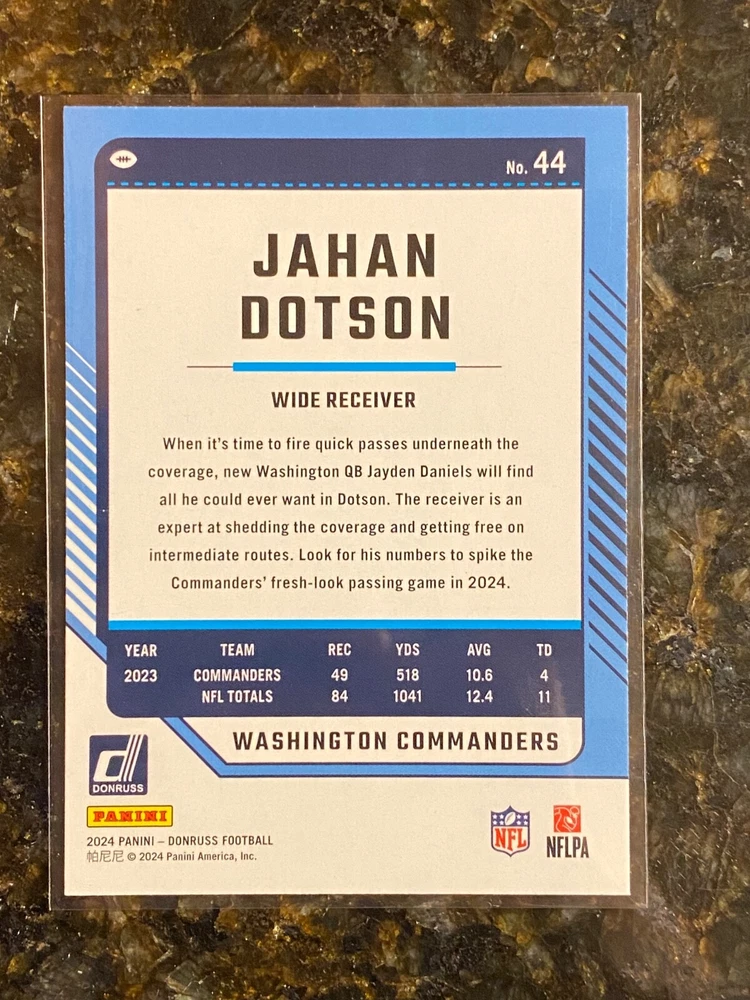 No. 44
JAHAN
DOTSON
WIDE RECEIVER
When it's time to fire quick passes underneath the
coverage, new Washington QB Jayden Daniels will find
all he could ever want in Dotson. The receiver is an
expert at shedding the coverage and getting free on
intermediate routes. Look for his numbers to spike the
Commanders' fresh-look passing game in 2024.
YEAR TEAM REC YDS AVG TD
2023 COMMANDERS 49 518 10.6 4
NFL TOTALS 84 1041 12.4 11
WASHINGTON COMMANDERS
d
DONRUSS
PANINI
2024 PANINI – DONRUSS FOOTBALL
帕尼尼 © 2024 Panini America, Inc.
NFL
NFLPA